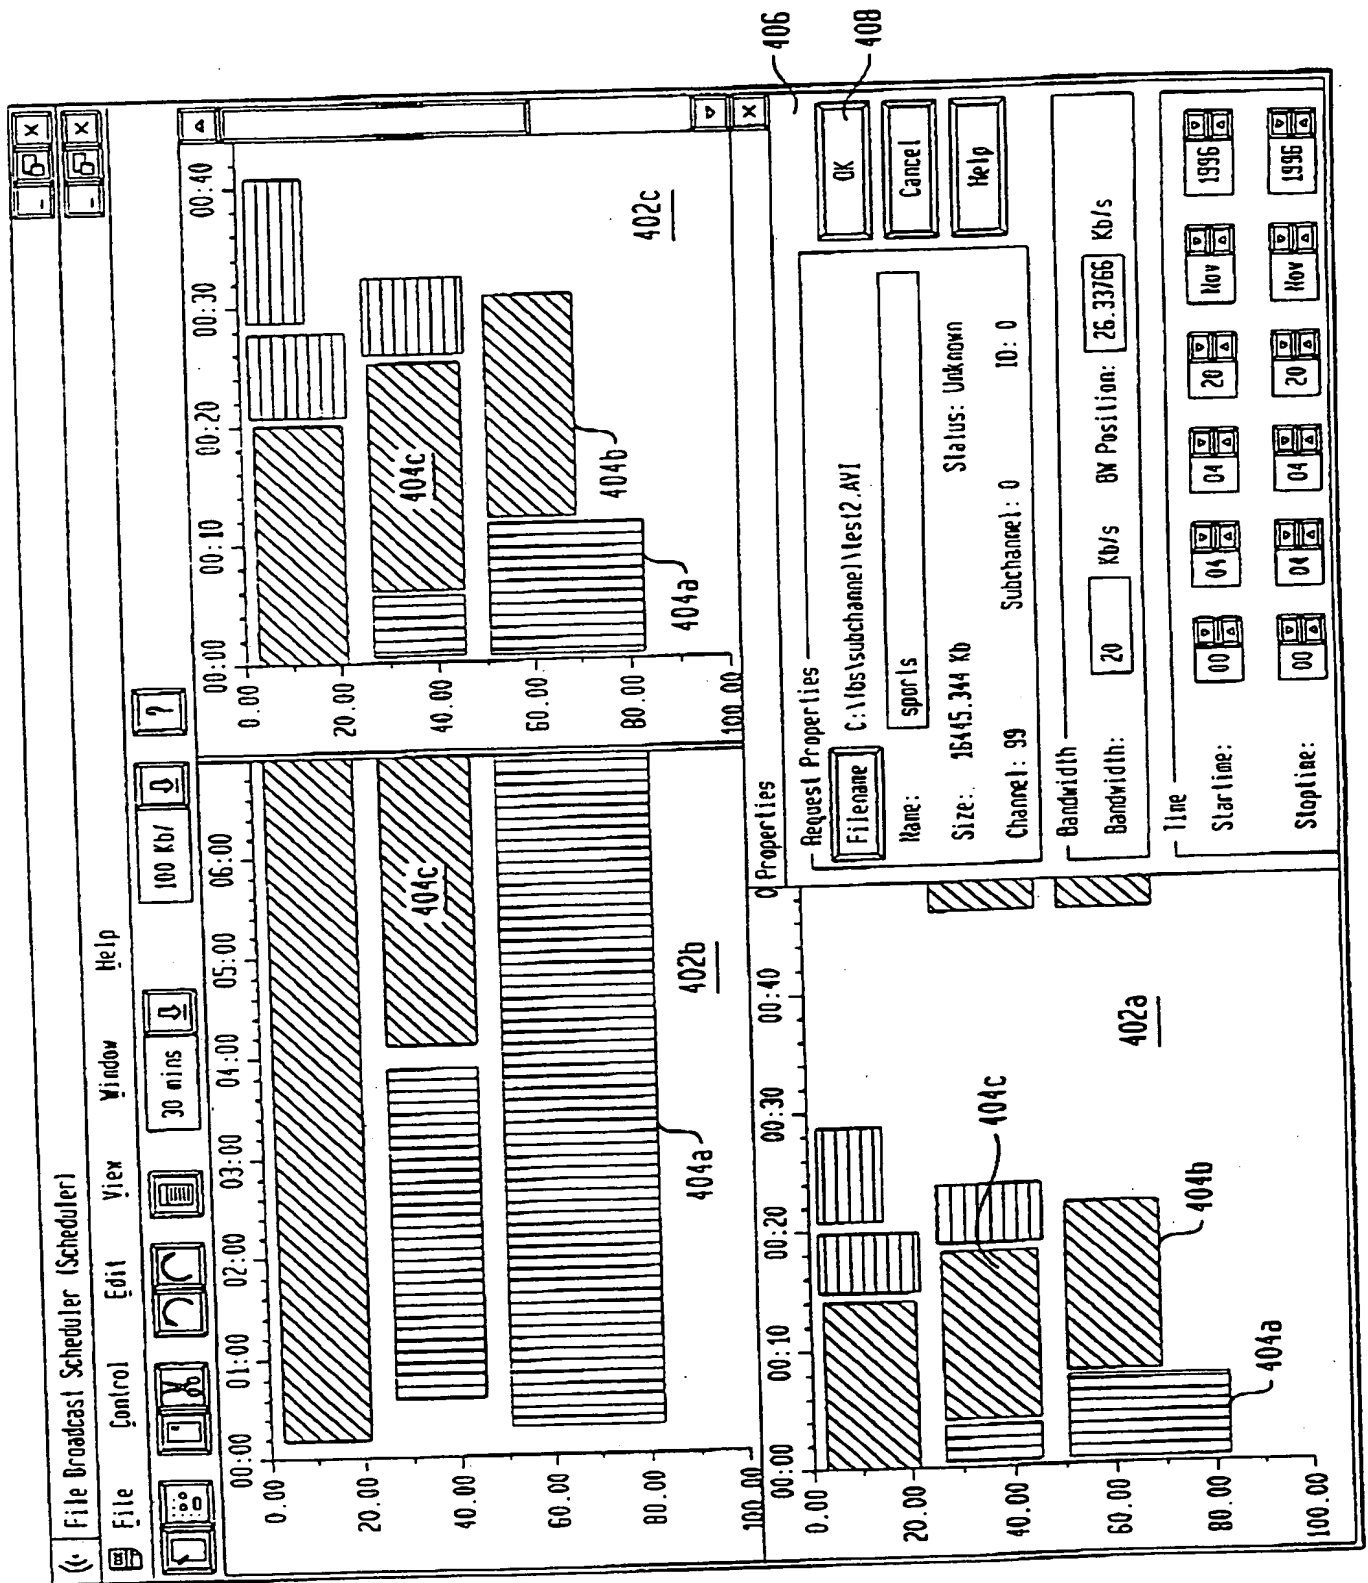 File Broadcast Scheduler (Scheduler)
File Control Edit View Window Help
30 mins 100 Kb/ ?
00:00 01:00 02:00 03:00 04:00 05:00 06:00
0.00
20.00
40.00
60.00
80.00
100.00
404c
404a
402b
00:00 00:10 00:20 00:30 00:40
0.00
20.00
40.00
60.00
80.00
100.00
404c
404b
404a
402c
00:00 00:10 00:20 00:30 00:40 0
0.00
20.00
40.00
60.00
80.00
100.00
404c
404b
404a
402a
Properties
406
Request Properties
Filename C:\fbs\subchannel\test2.AVI
Name: sports
Size: 16445.344 Kb Status: Unknown
Channel: 99 Subchannel: 0 ID: 0
OK
408
Cancel
Help
Bandwidth
Bandwidth: 20 Kb/s BW Position: 26.33766 Kb/s
Time
Startime: 00 04 04 20 Nov 1996
Stoptime: 00 04 04 20 Nov 1996